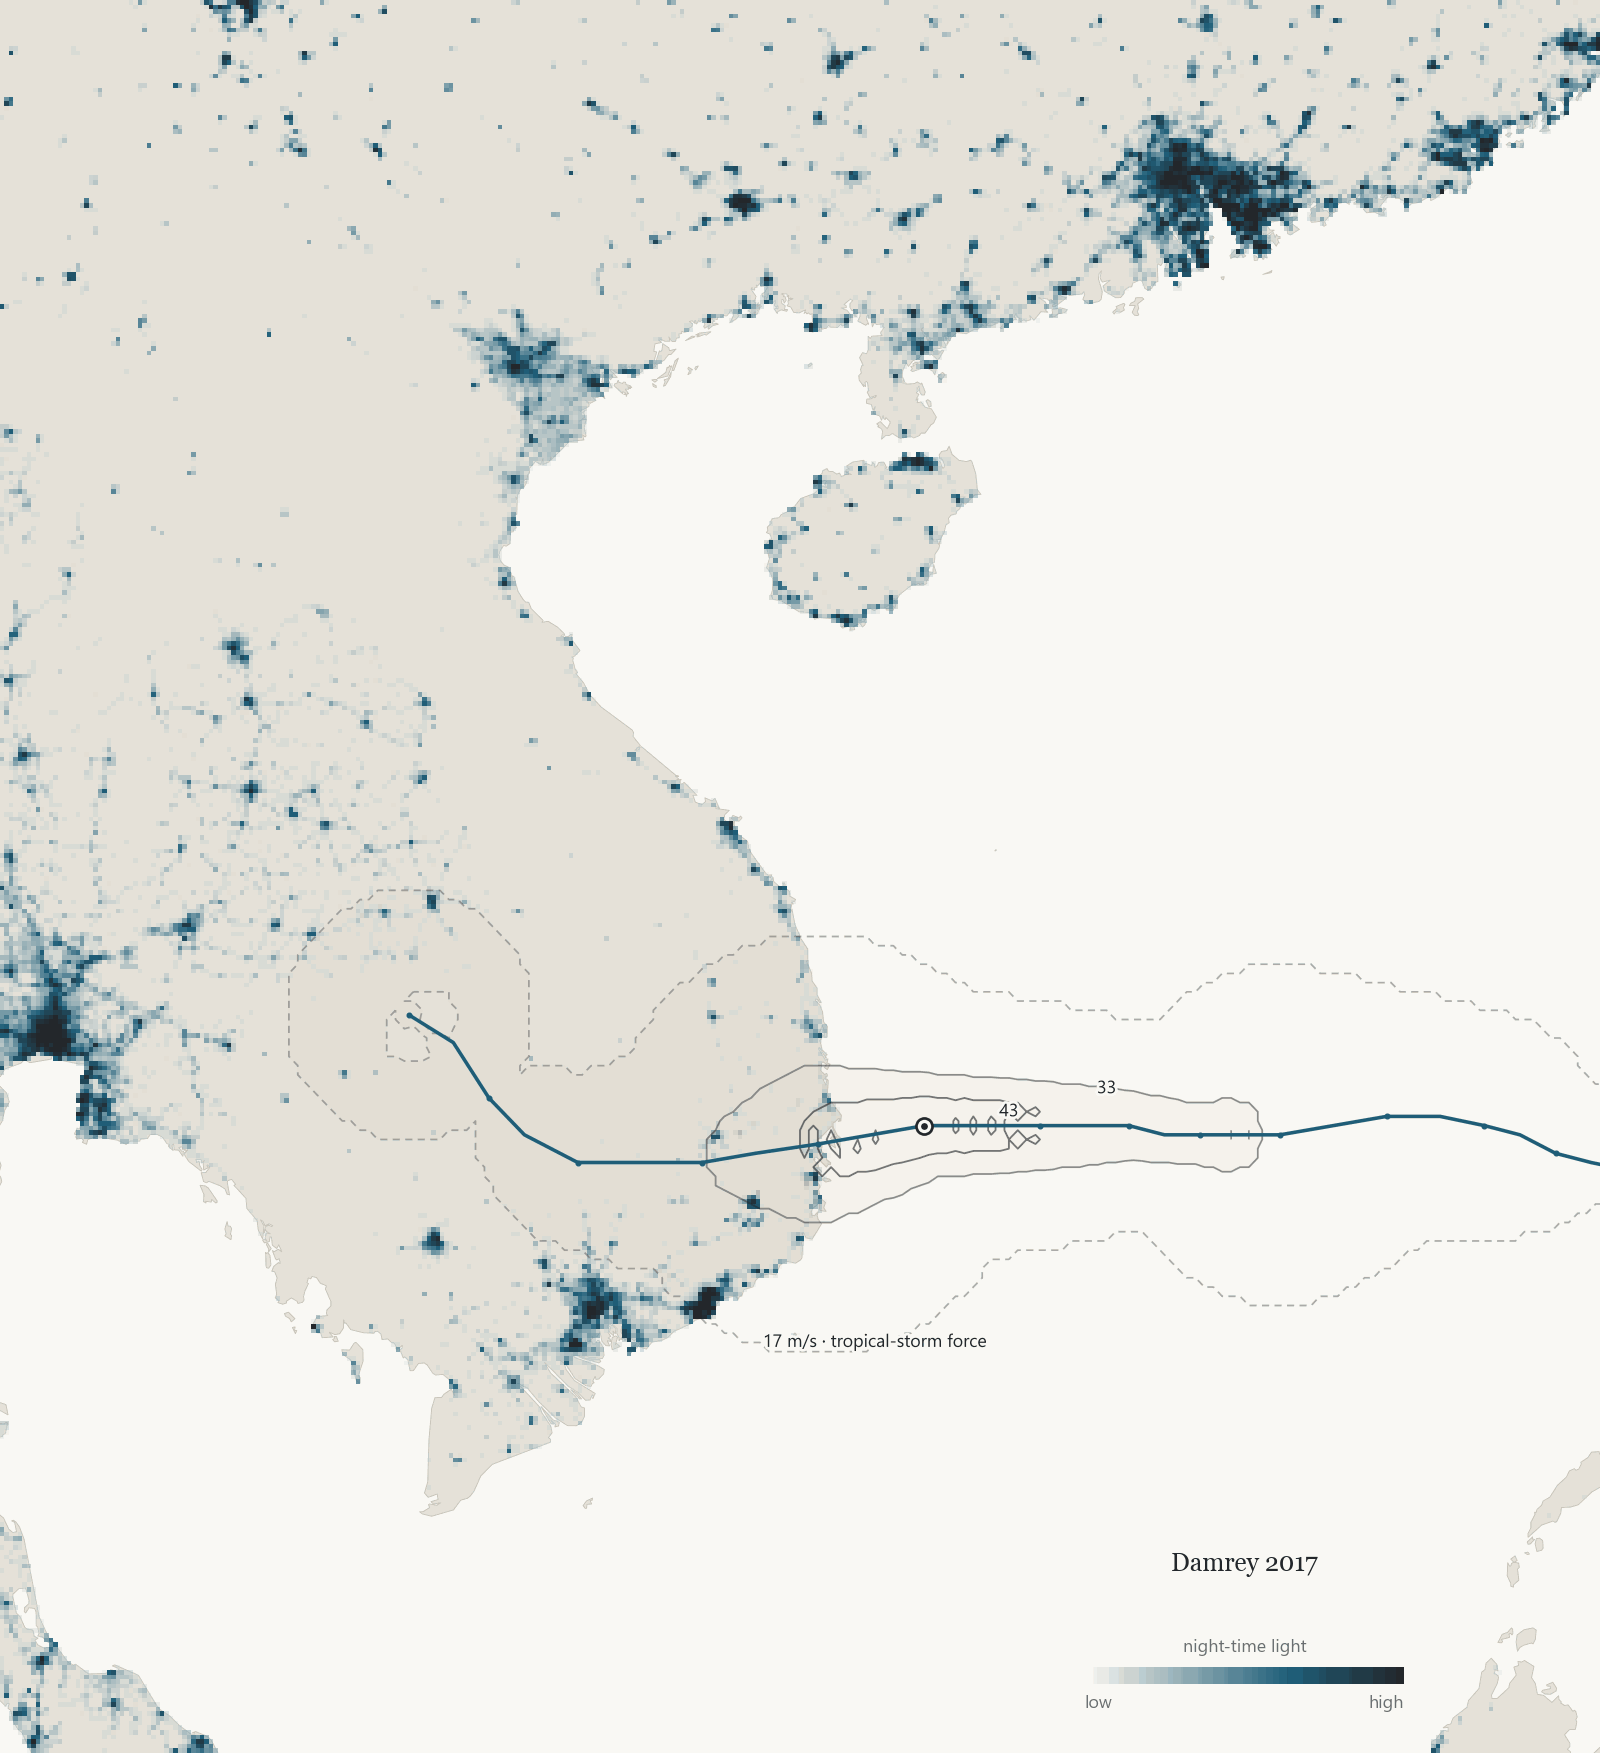 33
43
17 m/s · tropical-storm force
Damrey 2017
night-time light
low
high